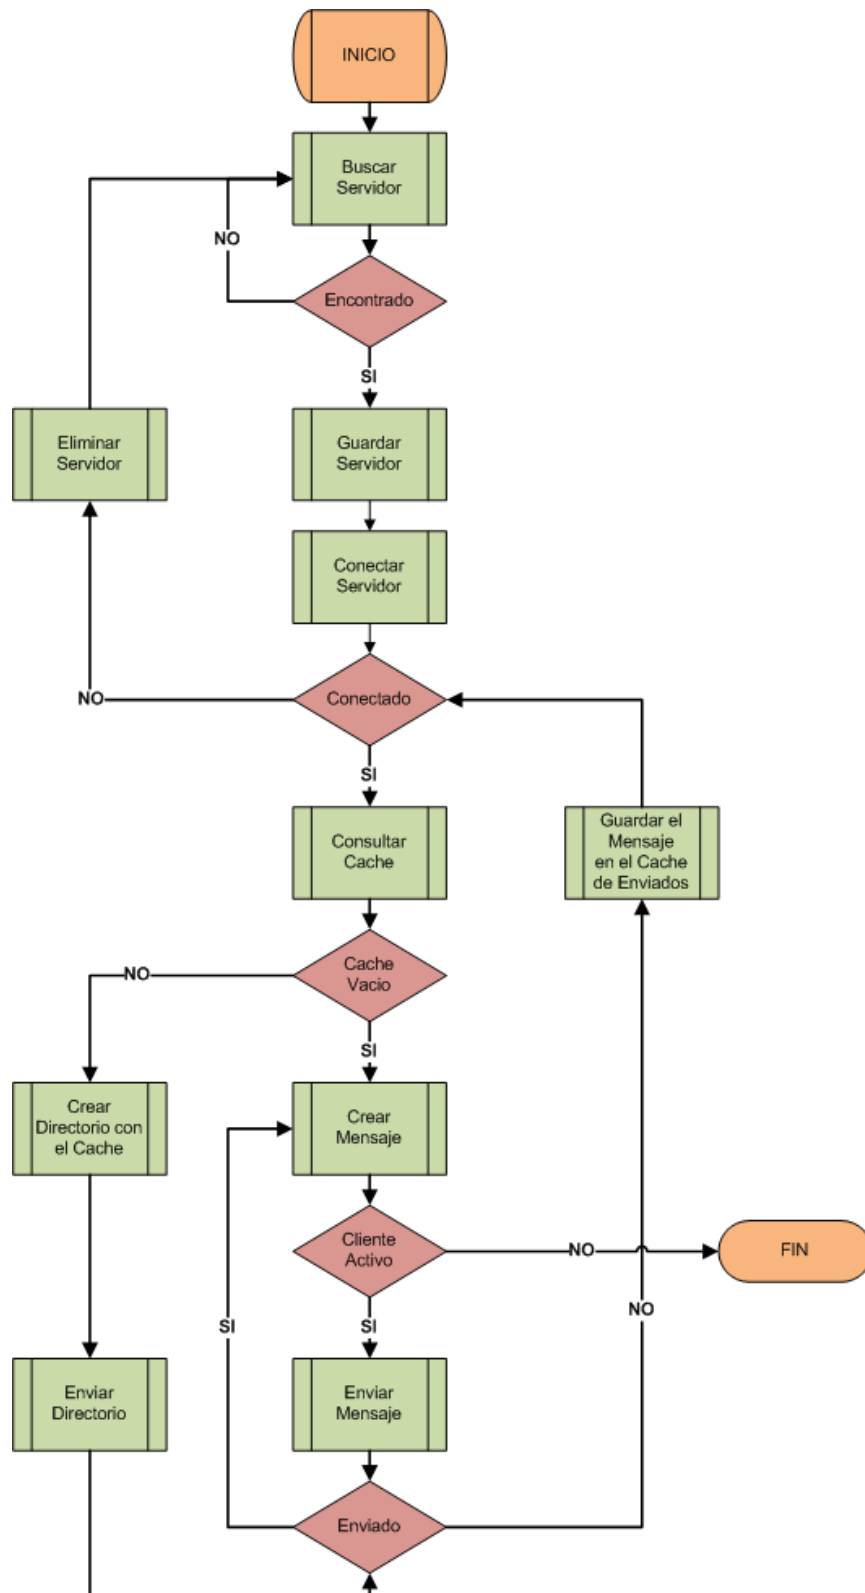 INICIO
Buscar
Servidor
NO
Encontrado
SI
Eliminar
Servidor
Guardar
Servidor
Conectar
Servidor
NO
Conectado
SI
Consultar
Cache
Guardar el
Mensaje
en el Cache
de Enviados
NO
Cache
Vacio
SI
Crear
Directorio con
el Cache
Crear
Mensaje
Cliente
Activo
NO
FIN
SI
SI
NO
Enviar
Directorio
Enviar
Mensaje
Enviado